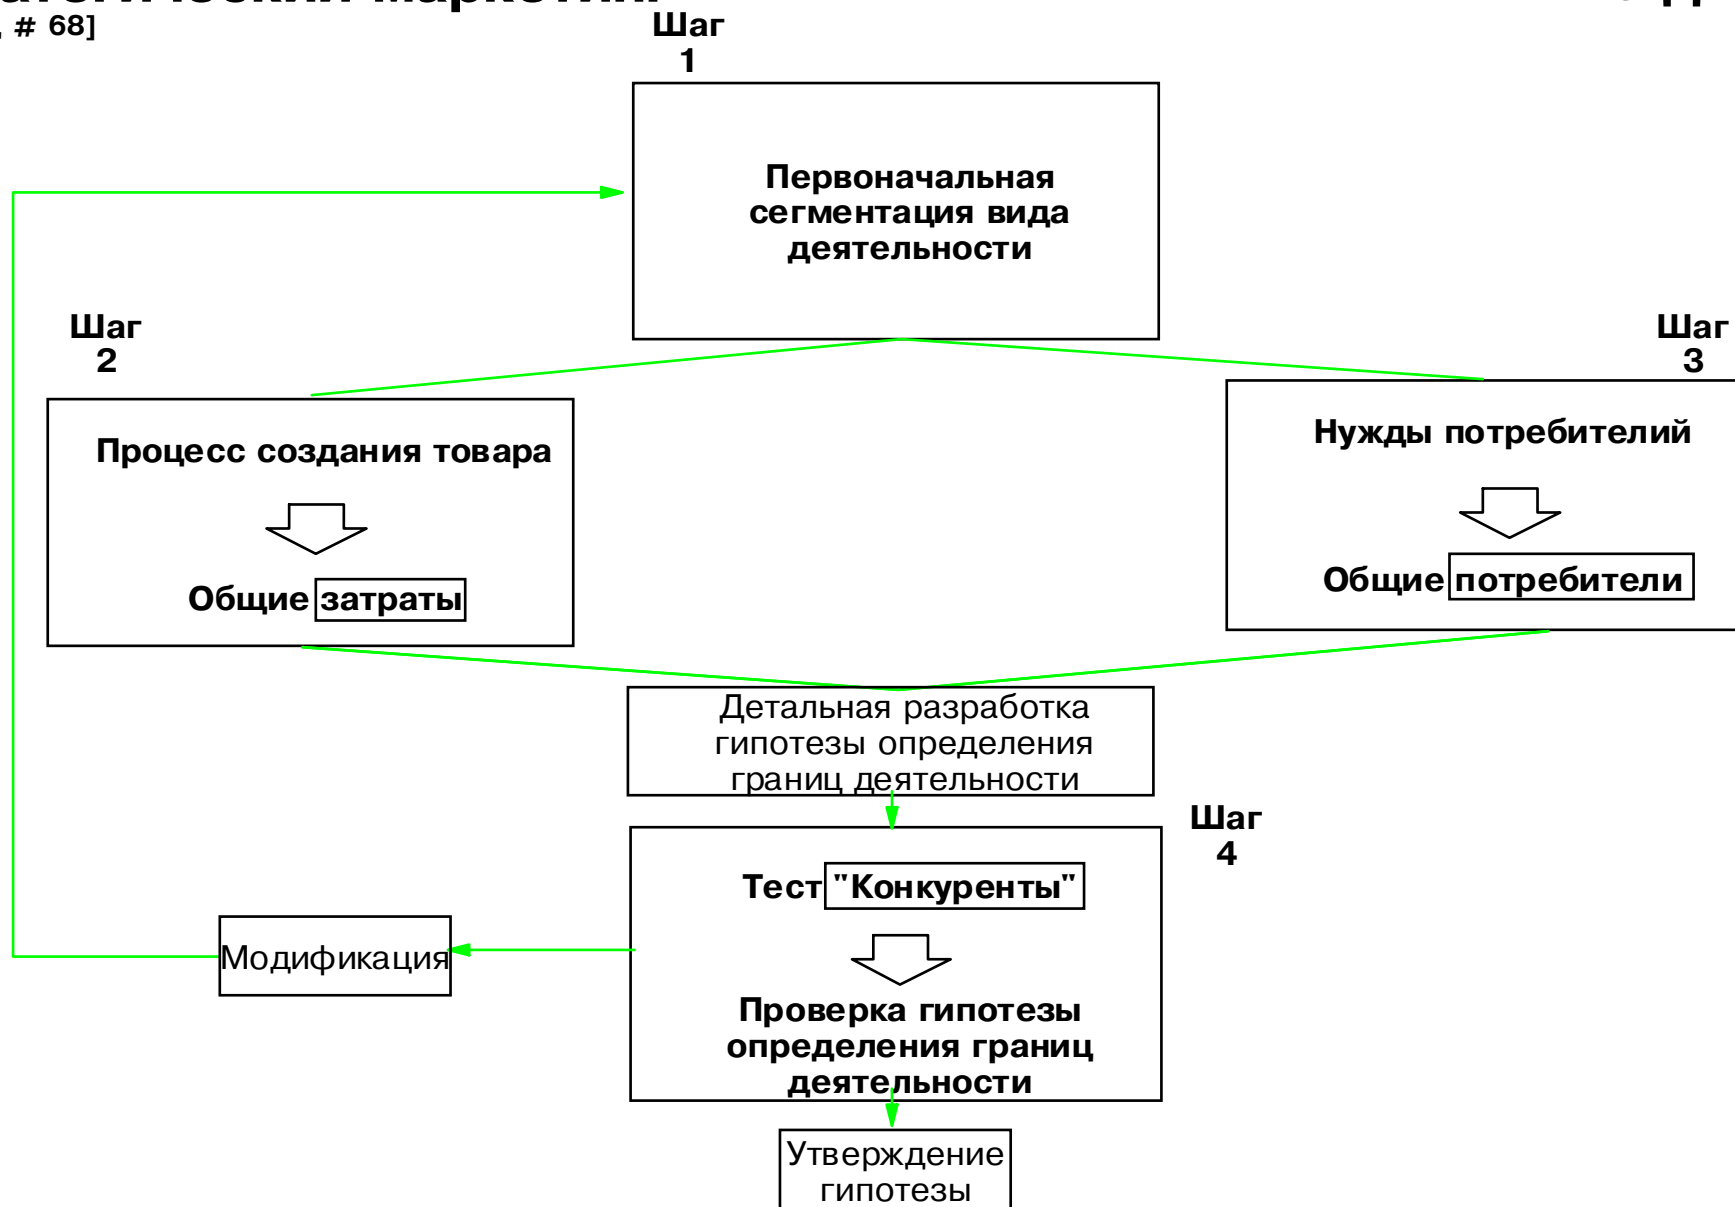 # 68]
Шаг
1
Первоначальная
сегментация вида
деятельности
Шаг
2
Шаг
3
Процесс создания товара
Общие затраты
Нужды потребителий
Общие потребители
Детальная разработка
гипотезы определения
границ деятельности
Шаг
4
Тест "Конкуренты"
Проверка гипотезы
определения границ
деятельности
Модификация
Утверждение
гипотезы